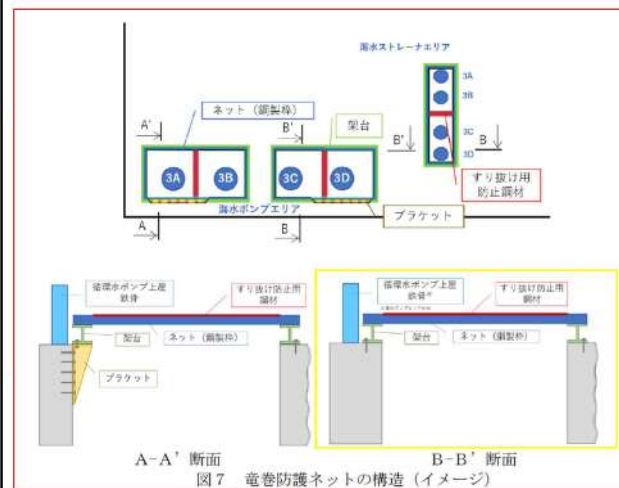 海水ストレーナエリア
3A
3B
3C
3D
ネット（鋼製枠）
架台
A'
B'
B'
B
3A
3B
3C
3D
すり抜け用
防止鋼材
海水ポンプエリア
ブラケット
A
B
循環水ポンプ上屋
鉄骨
すり抜け防止用
鋼材
架台
ネット（鋼製枠）
ブラケット
循環水ポンプ上屋
鉄骨
すり抜け防止用
鋼材
架台
ネット（鋼製枠）
A-A'断面
B-B'断面
図7 竜巻防護ネットの構造（イメージ）